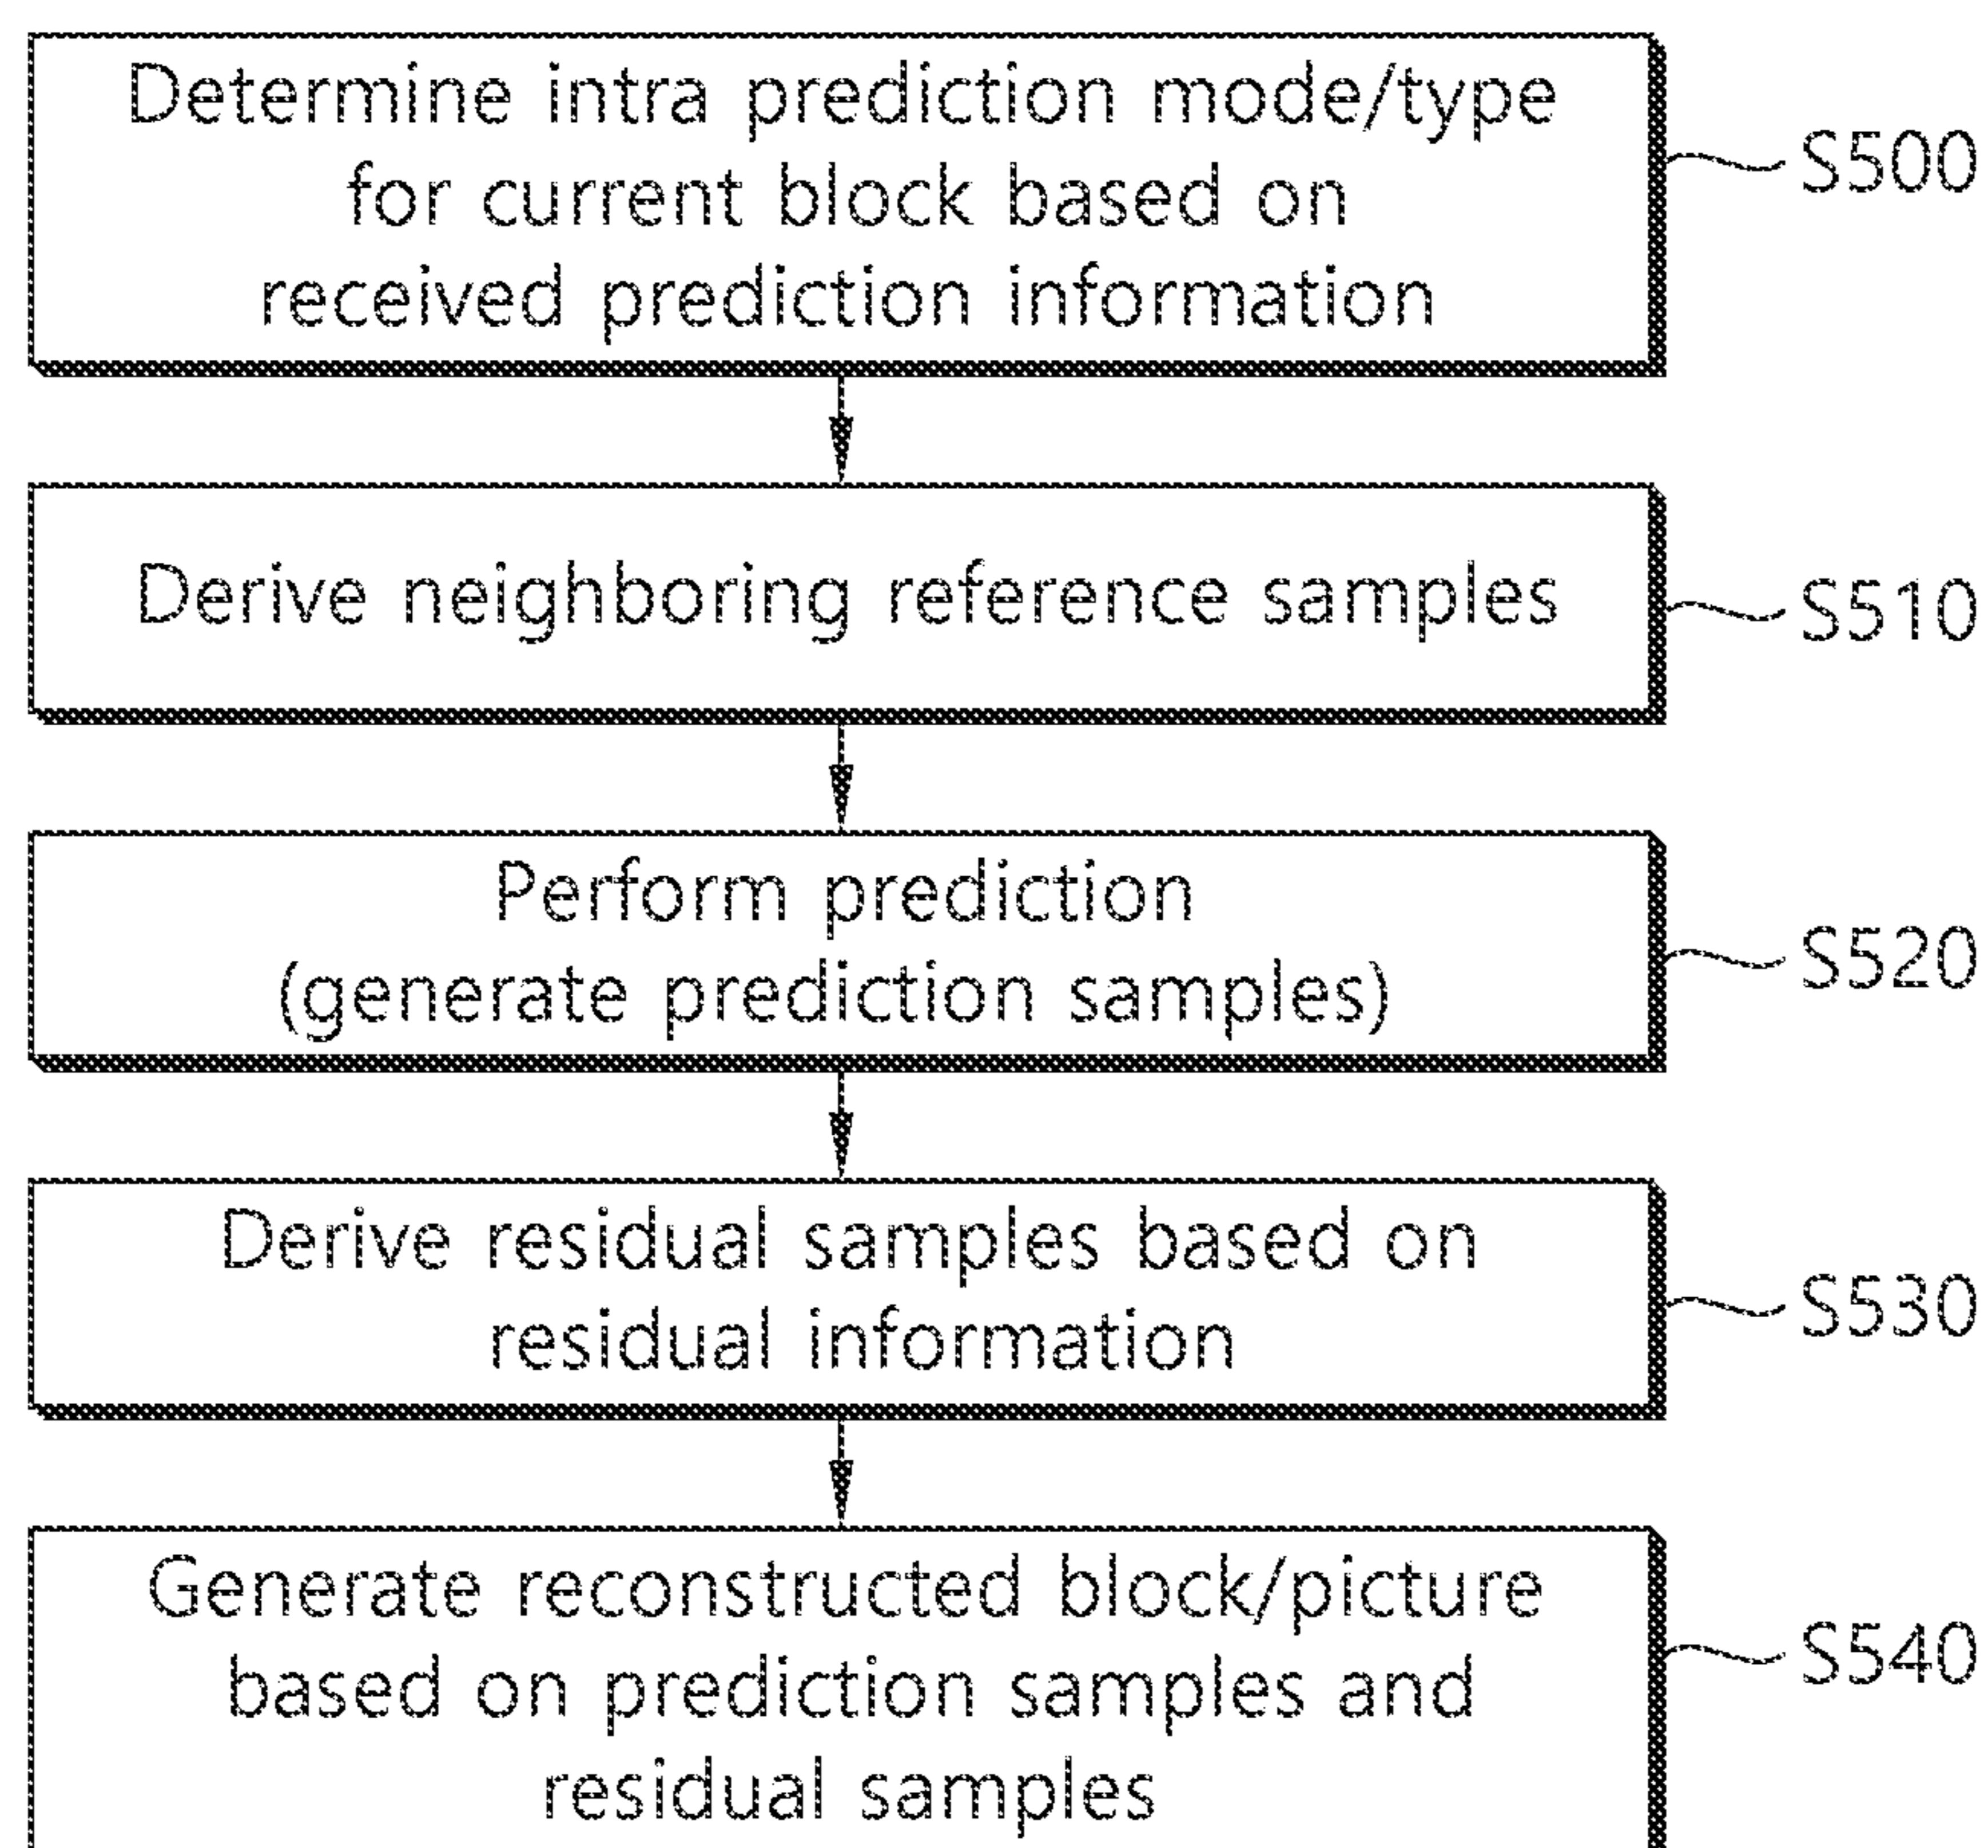 Determine intra prediction mode/type
for current block based on
received prediction information
S500
Derive neighboring reference samples
S510
Perform prediction
(generate prediction samples)
S520
Derive residual samples based on
residual information
S530
Generate reconstructed block/picture
based on prediction samples and
residual samples
S540